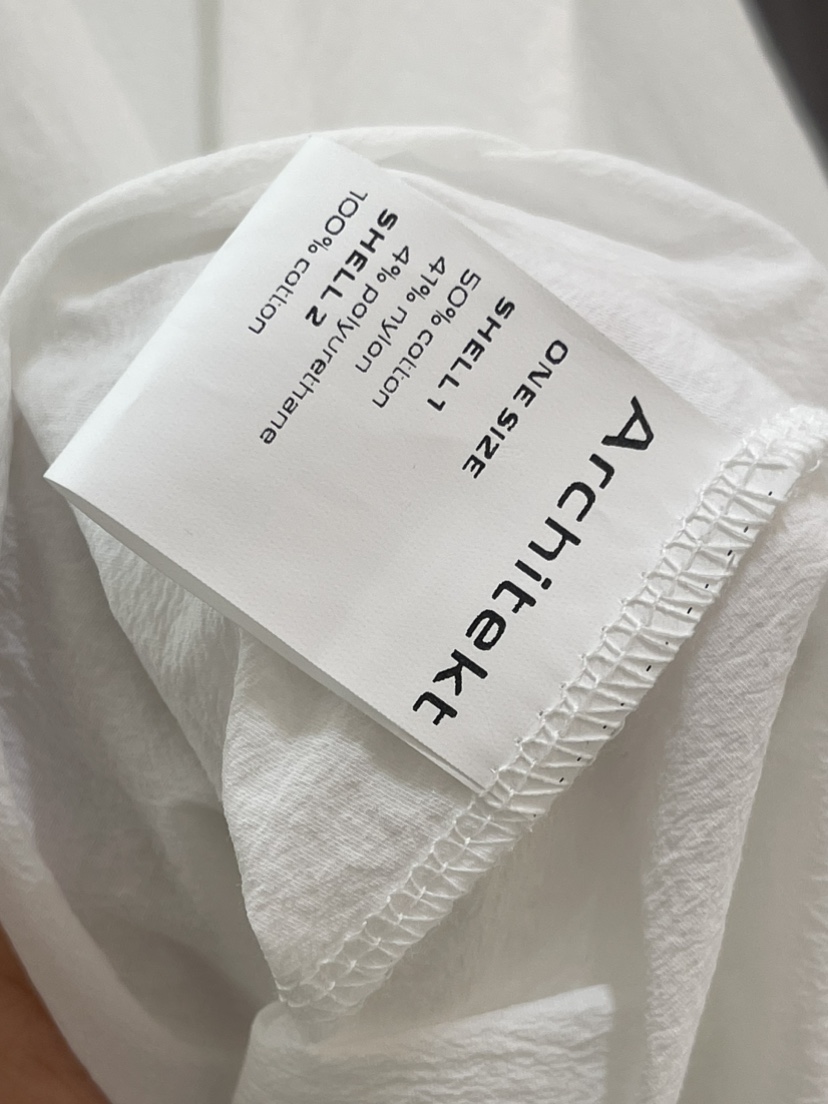 Architekt
ONE SIZE
SHELL 1
50% cotton
41% nylon
4% polyurethane
SHELL 2
100% cotton